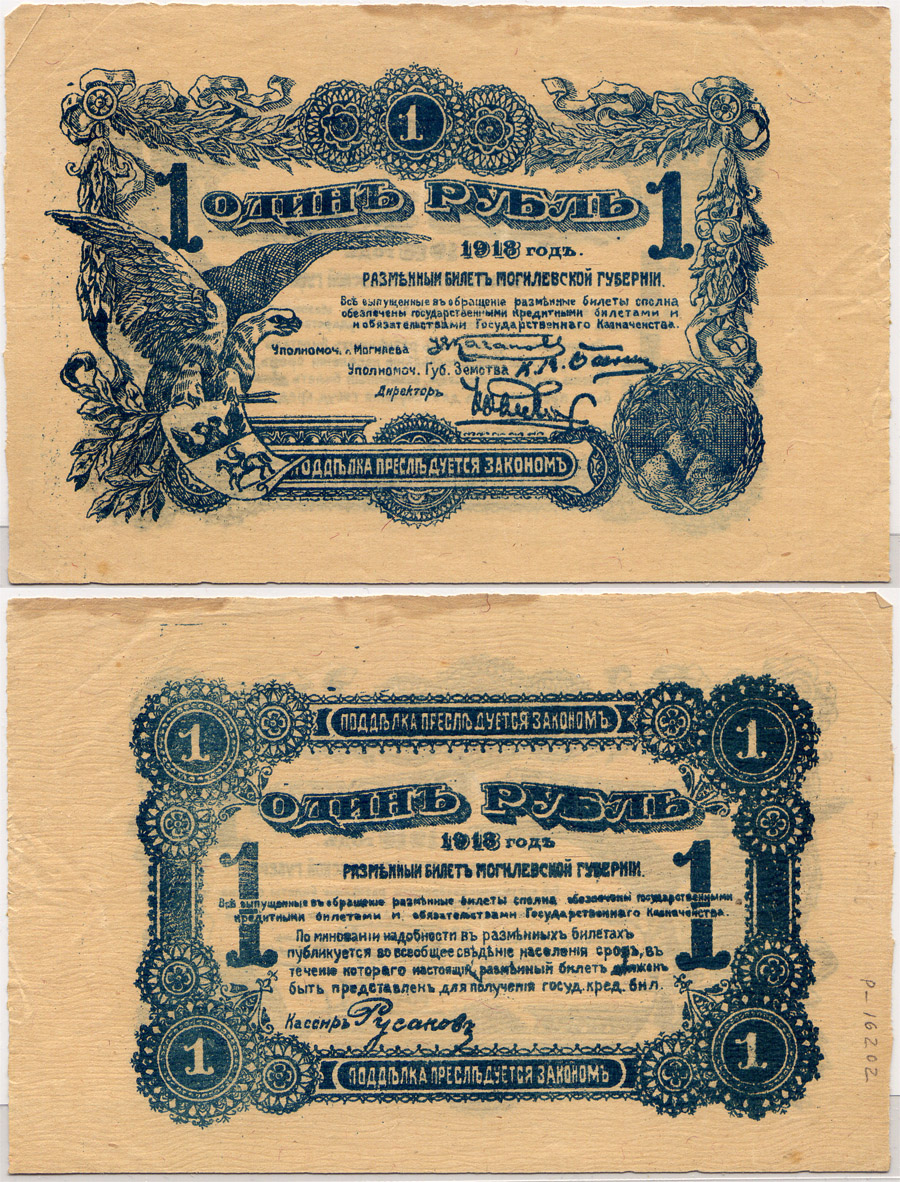 1
1 ОДИНЪ РУБЛЬ 1
1918 годъ.
РАЗМѢННЫЙ БИЛЕТЪ МОГИЛЕВСКОЙ ГУБЕРНІИ.
Всѣ выпущенные въ обращеніе размѣнные билеты сполна
обезпечены государственными кредитными билетами и
и обязательствами Государственнаго Казначенства.
Уполномоч. г. Могилева
Уполномоч. Губ. Земства
Директоръ
ПОДДѢЛКА ПРЕСЛѢДУЕТСЯ ЗАКОНОМЪ
1 ПОДДѢЛКА ПРЕСЛѢДУЕТСЯ ЗАКОНОМЪ 1
ОДИНЪ РУБЛЬ
1918 годъ
1 РАЗМѢННЫЙ БИЛЕТЪ МОГИЛЕВСКОЙ ГУБЕРНІИ. 1
Всѣ выпущенные въ обращеніе размѣнные билеты сполна обезпечены государственными
кредитными билетами и обязательствами Государственнаго Казначенства.
По миновании надобности въ размѣнныхъ билетахъ
публикуется во всеобщее свѣдѣніе населенія срокъ, въ
теченіе котораго настоящій размѣнный билетъ долженъ
быть представленъ для полученія госуд. кред. бил.
Кассиръ Русановъ
1 ПОДДѢЛКА ПРЕСЛѢДУЕТСЯ ЗАКОНОМЪ 1
P-16202